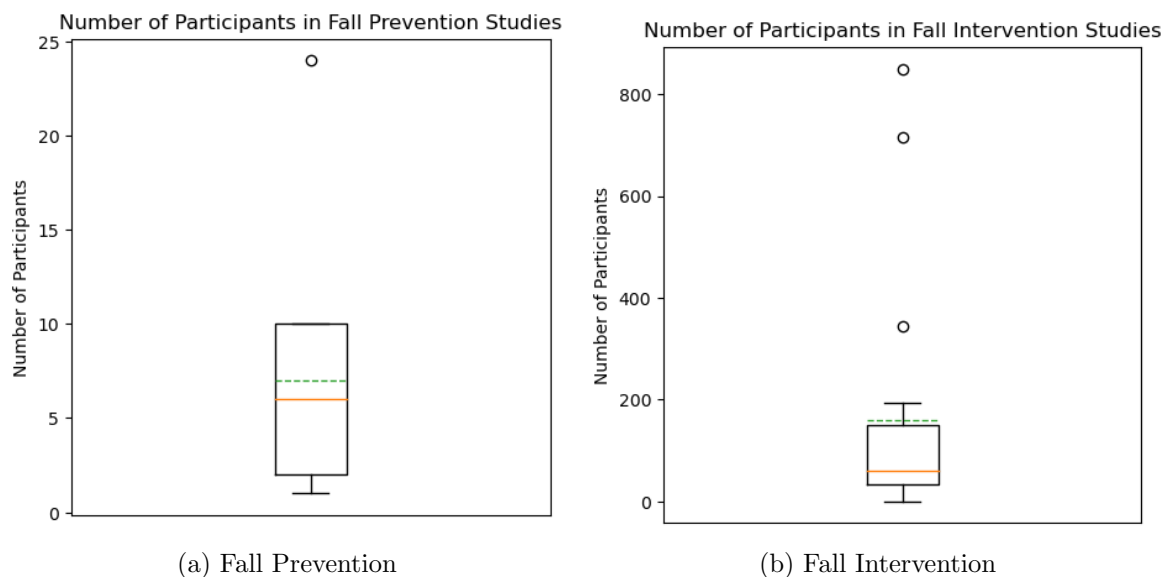 Number of Participants in Fall Prevention Studies
Number of Participants
25
20
15
10
5
0
(a) Fall Prevention
Number of Participants in Fall Intervention Studies
Number of Participants
800
600
400
200
0
(b) Fall Intervention